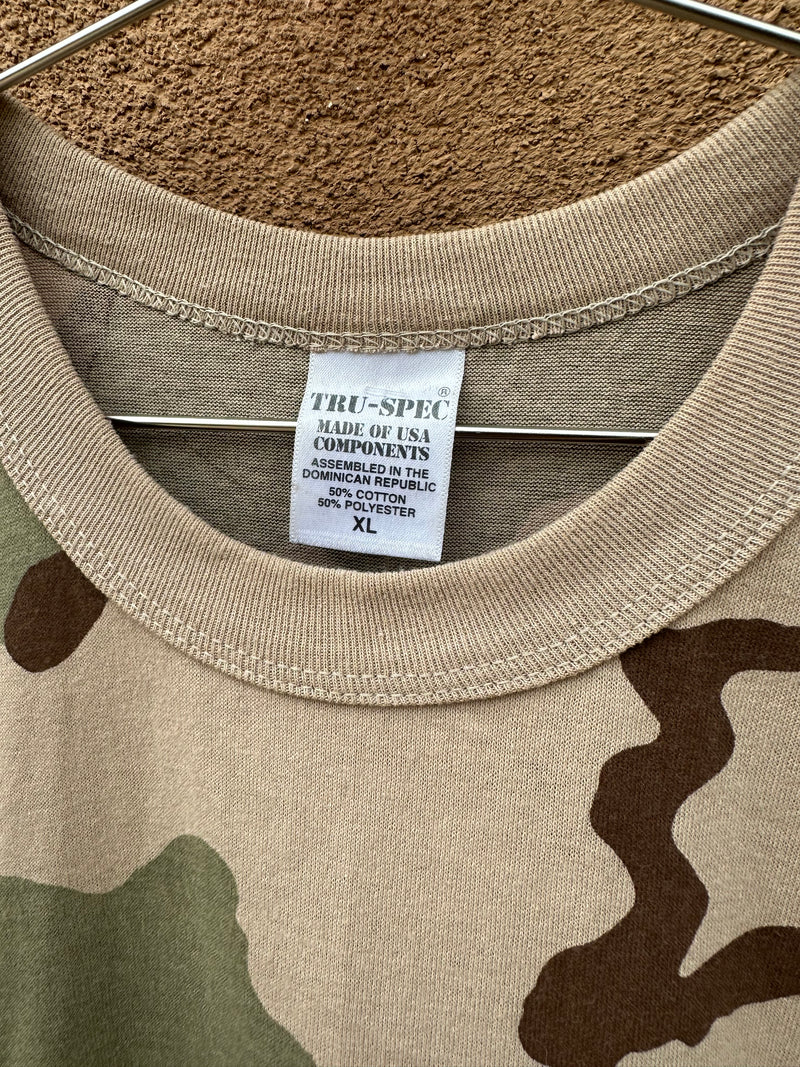 TRU-SPEC®
MADE OF USA
COMPONENTS
ASSEMBLED IN THE
DOMINICAN REPUBLIC
50% COTTON
50% POLYESTER
XL